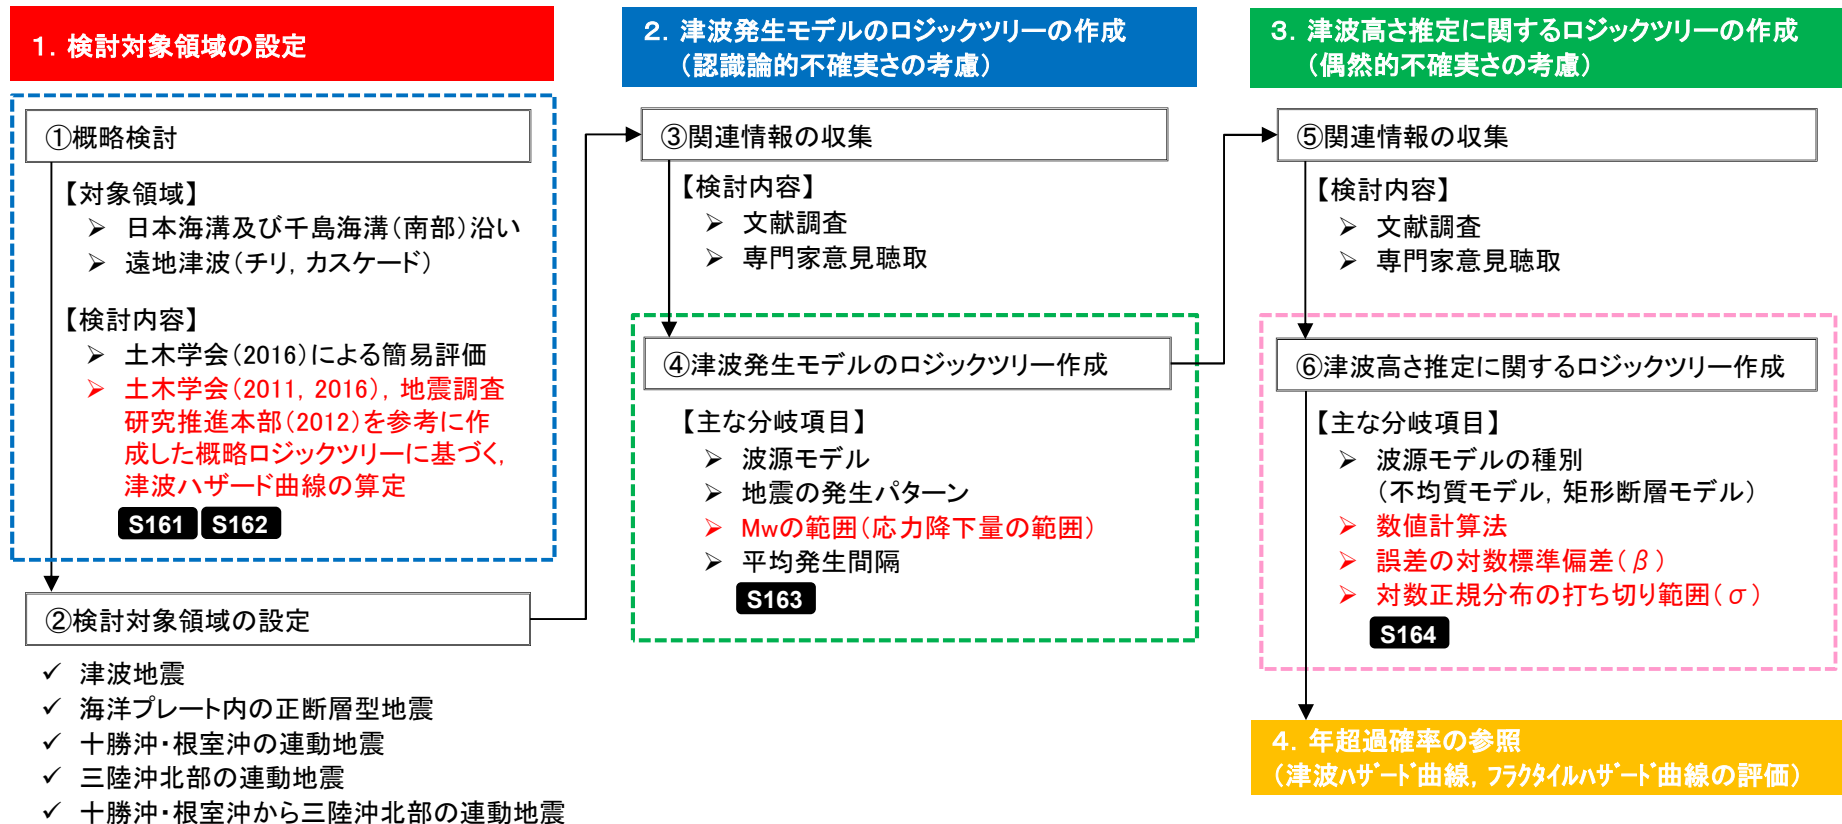 1．検討対象領域の設定
①概略検討
【対象領域】
➢ 日本海溝及び千島海溝（南部）沿い
➢ 遠地津波（チリ，カスケード）
【検討内容】
➢ 土木学会（2016）による簡易評価
➢ 土木学会（2011，2016），地震調査
研究推進本部（2012）を参考に作
成した概略ロジックツリーに基づく，
津波ハザード曲線の算定
S161 S162
②検討対象領域の設定
✓ 津波地震
✓ 海洋プレート内の正断層型地震
✓ 十勝沖・根室沖の連動地震
✓ 三陸沖北部の連動地震
✓ 十勝沖・根室沖から三陸沖北部の連動地震
2．津波発生モデルのロジックツリーの作成
（認識論的不確実さの考慮）
③関連情報の収集
【検討内容】
➢ 文献調査
➢ 専門家意見聴取
④津波発生モデルのロジックツリー作成
【主な分岐項目】
➢ 波源モデル
➢ 地震の発生パターン
➢ Mwの範囲（応力降下量の範囲）
➢ 平均発生間隔
S163
3．津波高さ推定に関するロジックツリーの作成
（偶然的不確実さの考慮）
⑤関連情報の収集
【検討内容】
➢ 文献調査
➢ 専門家意見聴取
⑥津波高さ推定に関するロジックツリー作成
【主な分岐項目】
➢ 波源モデルの種別
（不均質モデル，矩形断層モデル）
➢ 数値計算法
➢ 誤差の対数標準偏差（β）
➢ 対数正規分布の打ち切り範囲（σ）
S164
4．年超過確率の参照
（津波ﾊｻﾞｰﾄﾞ曲線，ﾌﾗｸﾀｲﾙﾊｻﾞｰﾄﾞ曲線の評価）